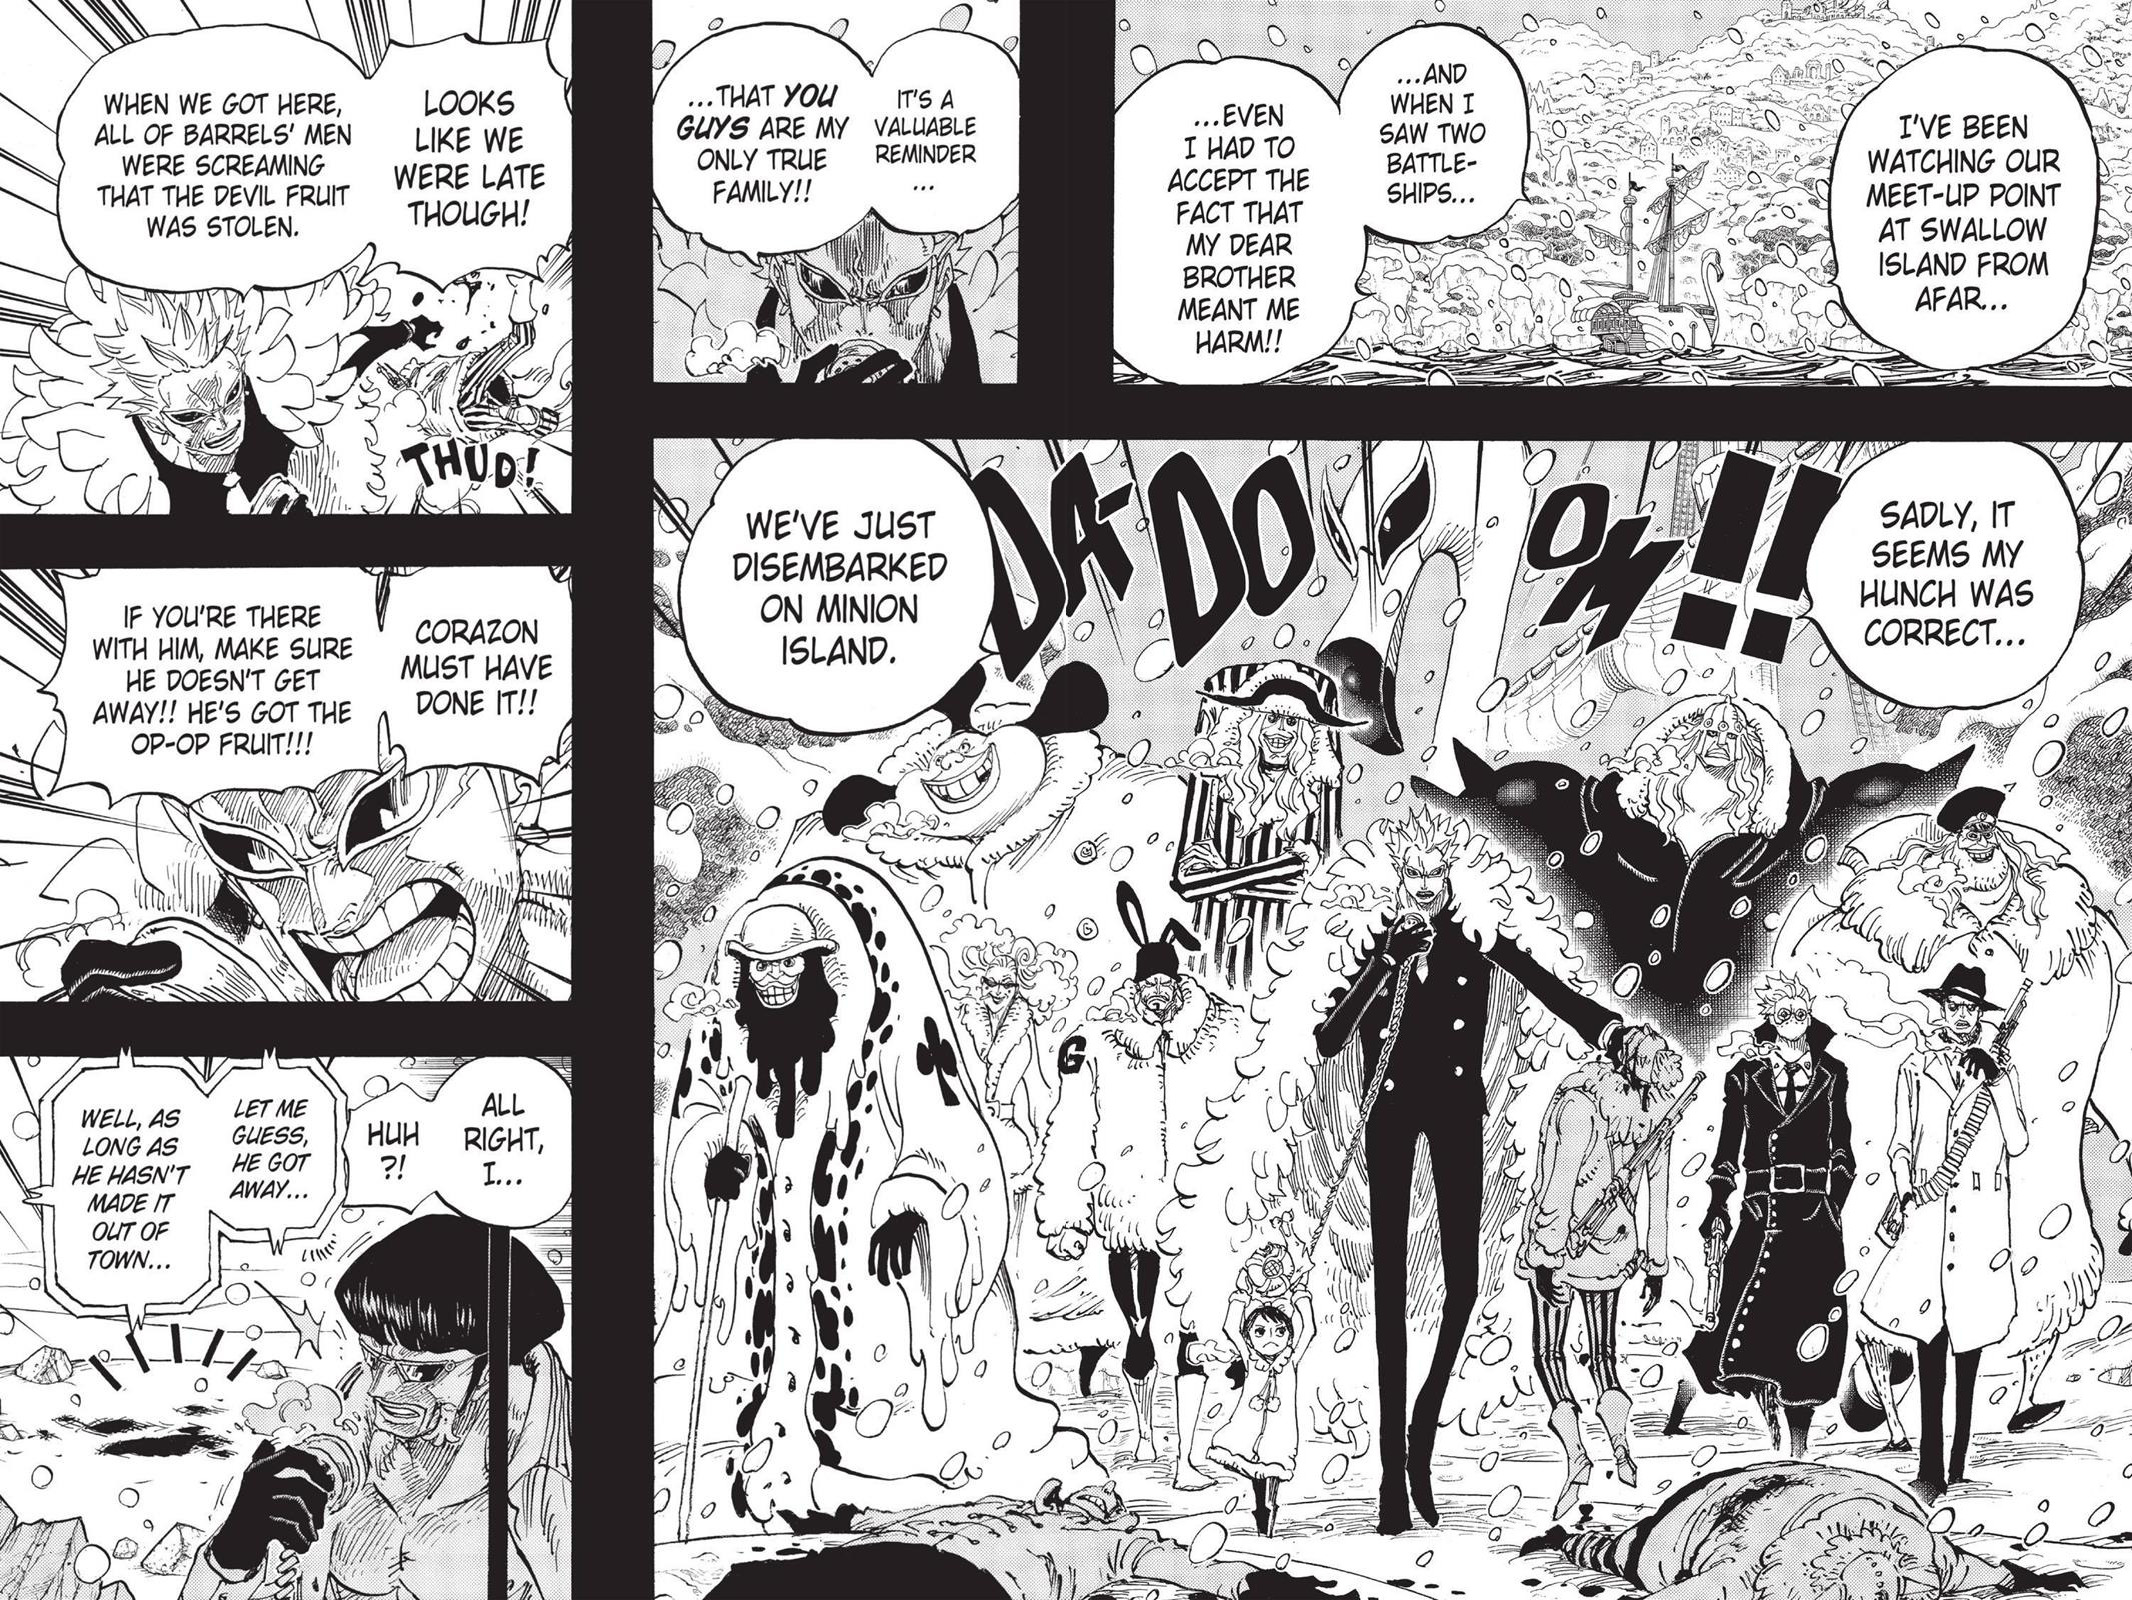 I'VE BEEN
WATCHING OUR
MEET-UP POINT
AT SWALLOW
ISLAND FROM
AFAR...
...AND
WHEN I
SAW TWO
BATTLE-
SHIPS...
...EVEN
I HAD TO
ACCEPT THE
FACT THAT
MY DEAR
BROTHER
MEANT ME
HARM!!
IT'S A
VALUABLE
REMINDER
...
...THAT YOU
GUYS ARE MY
ONLY TRUE
FAMILY!!
SADLY, IT
SEEMS MY
HUNCH WAS
CORRECT...
DA-DOOM!!
WE'VE JUST
DISEMBARKED
ON MINION
ISLAND.
G
G
G
LOOKS
LIKE WE
WERE LATE
THOUGH!
WHEN WE GOT HERE,
ALL OF BARRELS' MEN
WERE SCREAMING
THAT THE DEVIL FRUIT
WAS STOLEN.
THUD!
CORAZON
MUST HAVE
DONE IT!!
IF YOU'RE THERE
WITH HIM, MAKE SURE
HE DOESN'T GET
AWAY!! HE'S GOT THE
OP-OP FRUIT!!!
ALL
RIGHT,
I...
HUH
?!
LET ME
GUESS,
HE GOT
AWAY...
WELL, AS
LONG AS
HE HASN'T
MADE IT
OUT OF
TOWN...